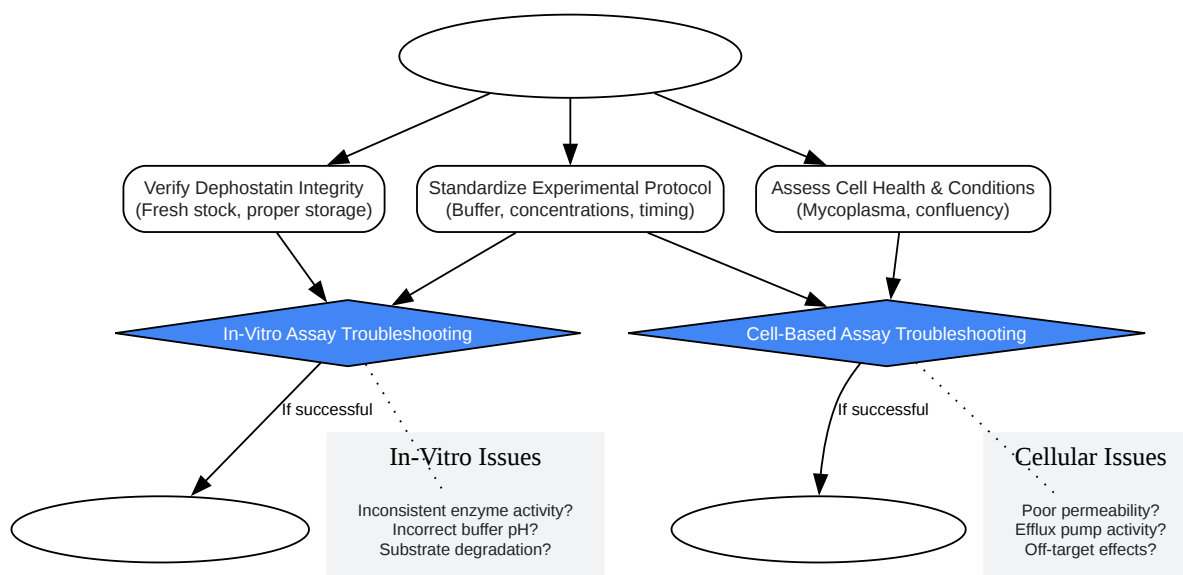 Verify Dephostatin Integrity
(Fresh stock, proper storage)
Standardize Experimental Protocol
(Buffer, concentrations, timing)
Assess Cell Health & Conditions
(Mycoplasma, confluency)
In-Vitro Assay Troubleshooting
Cell-Based Assay Troubleshooting
If successful
If successful
In-Vitro Issues
Inconsistent enzyme activity?
Incorrect buffer pH?
Substrate degradation?
Cellular Issues
Poor permeability?
Efflux pump activity?
Off-target effects?